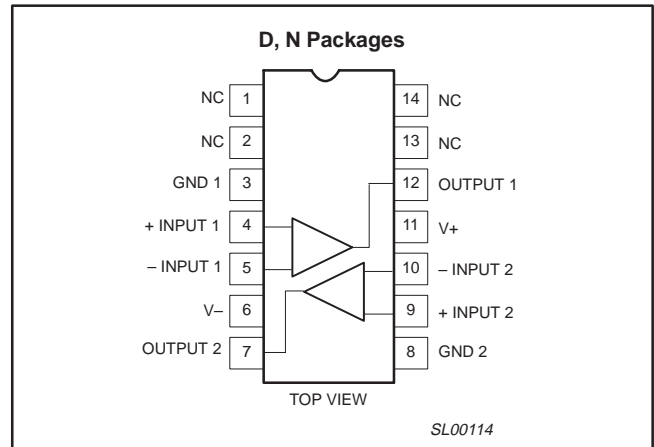 D, N Packages
NC 1 14 NC
NC 2 13 NC
GND 1 3 12 OUTPUT 1
+ INPUT 1 4 11 V+
– INPUT 1 5 10 – INPUT 2
V– 6 9 + INPUT 2
OUTPUT 2 7 8 GND 2
TOP VIEW
SL00114